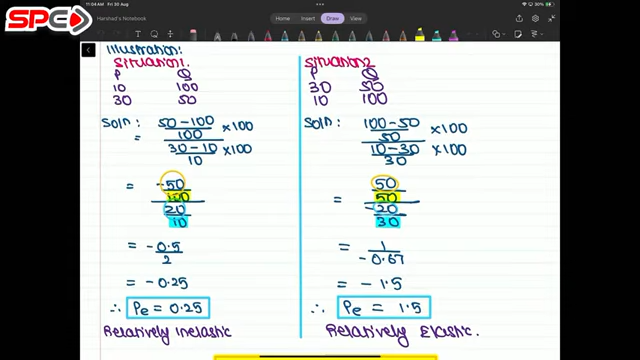 11:04 AM Fri 30 Aug
30%
SPC
Harshad's Notebook
Home Insert Draw View
Illustration:
Situation 1.
P Q
10 100
30 50
Soln: 50-100
100 ×100
= 30-10
10 ×100
= -50
100
20
10
= -0.5
2
= -0.25
∴ Pe = 0.25
Relatively Inelastic
Situation 2
P Q
30 50
10 100
Soln: 100-50
50 ×100
10-30
30 ×100
= 50
50
-20
30
= 1
-0.67
= -1.5
∴ Pe = 1.5
Relatively Elastic.